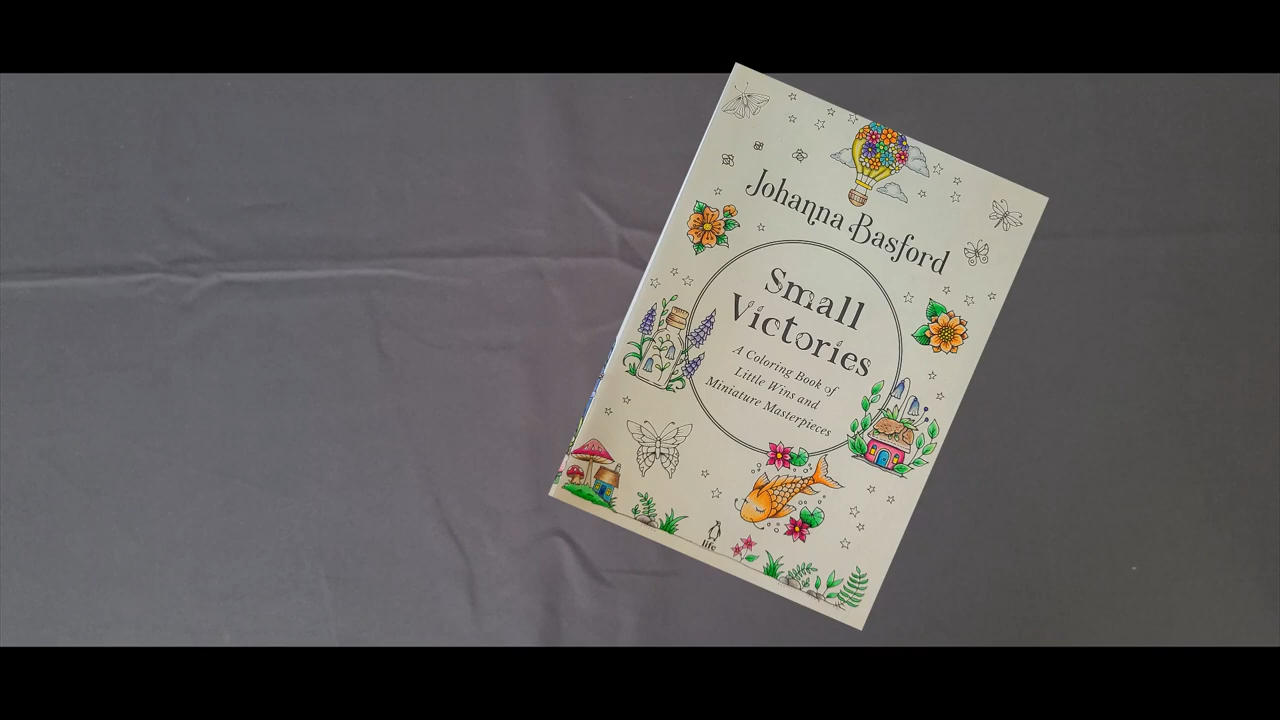 Johanna Basford
Small
Victories
A Coloring Book of
Little Wins and
Miniature Masterpieces
life